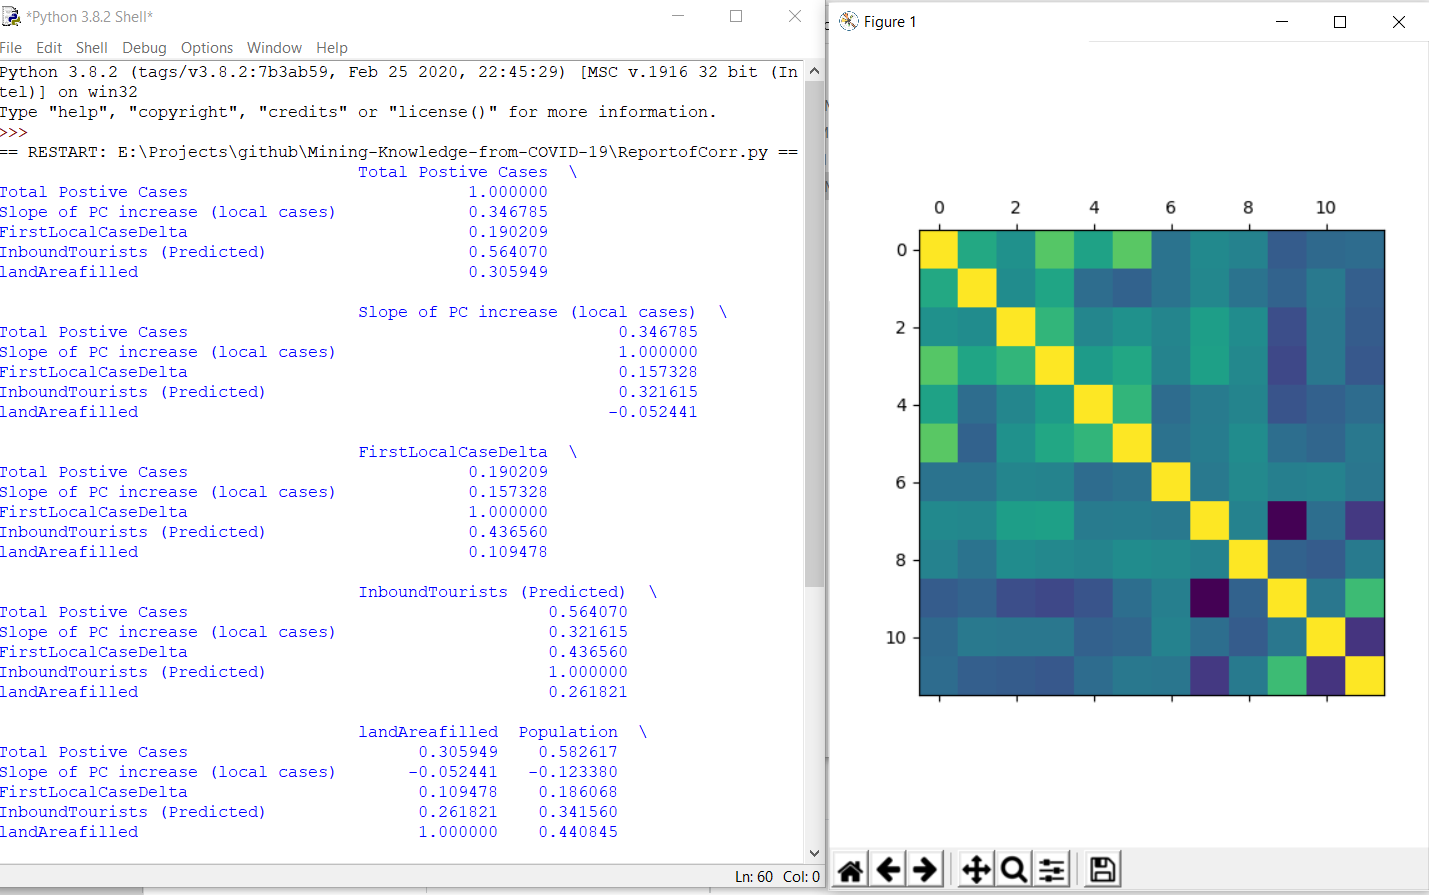 *Python 3.8.2 Shell*
File Edit Shell Debug Options Window Help
Python 3.8.2 (tags/v3.8.2:7b3ab59, Feb 25 2020, 22:45:29) [MSC v.1916 32 bit (In
tel)] on win32
Type "help", "copyright", "credits" or "license()" for more information.
>>>
== RESTART: E:\Projects\github\Mining-Knowledge-from-COVID-19\ReportofCorr.py ==
Total Postive Cases \
Total Postive Cases 1.000000
Slope of PC increase (local cases) 0.346785
FirstLocalCaseDelta 0.190209
InboundTourists (Predicted) 0.564070
landAreafilled 0.305949
Slope of PC increase (local cases) \
Total Postive Cases 0.346785
Slope of PC increase (local cases) 1.000000
FirstLocalCaseDelta 0.157328
InboundTourists (Predicted) 0.321615
landAreafilled -0.052441
FirstLocalCaseDelta \
Total Postive Cases 0.190209
Slope of PC increase (local cases) 0.157328
FirstLocalCaseDelta 1.000000
InboundTourists (Predicted) 0.436560
landAreafilled 0.109478
InboundTourists (Predicted) \
Total Postive Cases 0.564070
Slope of PC increase (local cases) 0.321615
FirstLocalCaseDelta 0.436560
InboundTourists (Predicted) 1.000000
landAreafilled 0.261821
landAreafilled Population \
Total Postive Cases 0.305949 0.582617
Slope of PC increase (local cases) -0.052441 -0.123380
FirstLocalCaseDelta 0.109478 0.186068
InboundTourists (Predicted) 0.261821 0.341560
landAreafilled 1.000000 0.440845
Ln: 60 Col: 0
Figure 1
0 2 4 6 8 10
0
2
4
6
8
10